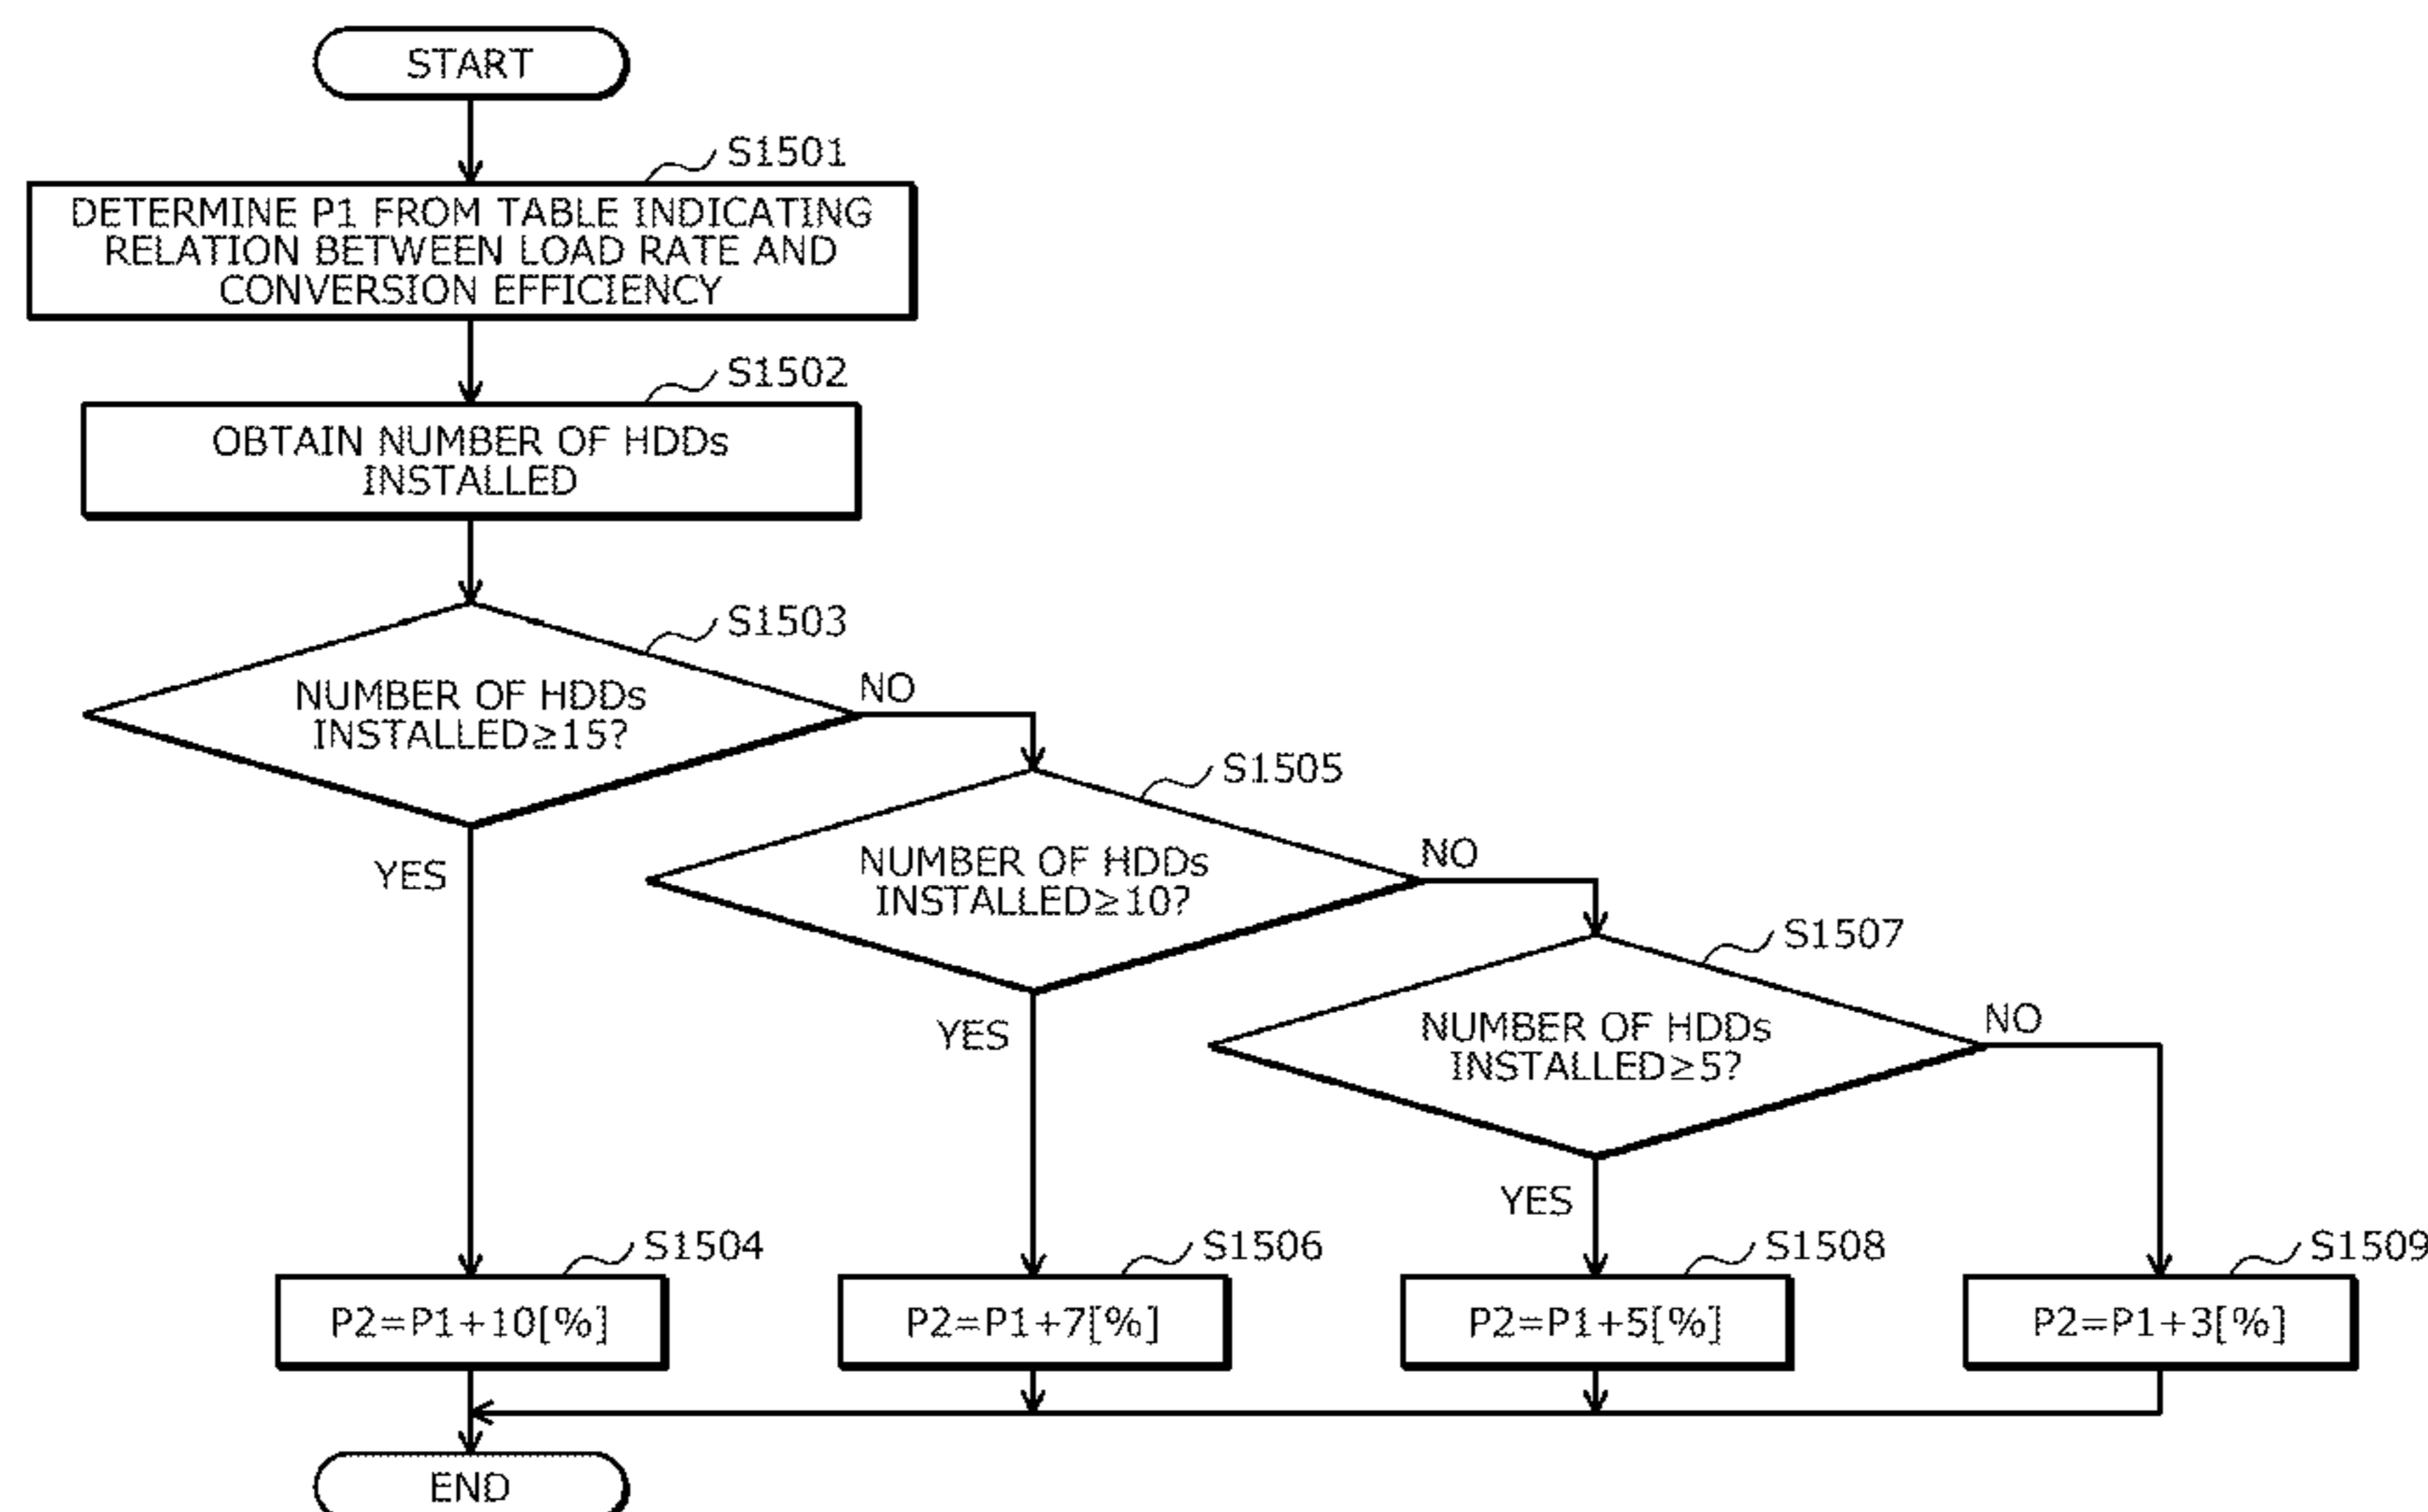 START
S1501
DETERMINE P1 FROM TABLE INDICATING
RELATION BETWEEN LOAD RATE AND
CONVERSION EFFICIENCY
S1502
OBTAIN NUMBER OF HDDs
INSTALLED
S1503
NUMBER OF HDDs
INSTALLED≥15?
NO
YES
S1505
NUMBER OF HDDs
INSTALLED≥10?
NO
YES
S1507
NUMBER OF HDDs
INSTALLED≥5?
NO
YES
S1504
P2=P1+10[%]
S1506
P2=P1+7[%]
S1508
P2=P1+5[%]
S1509
P2=P1+3[%]
END